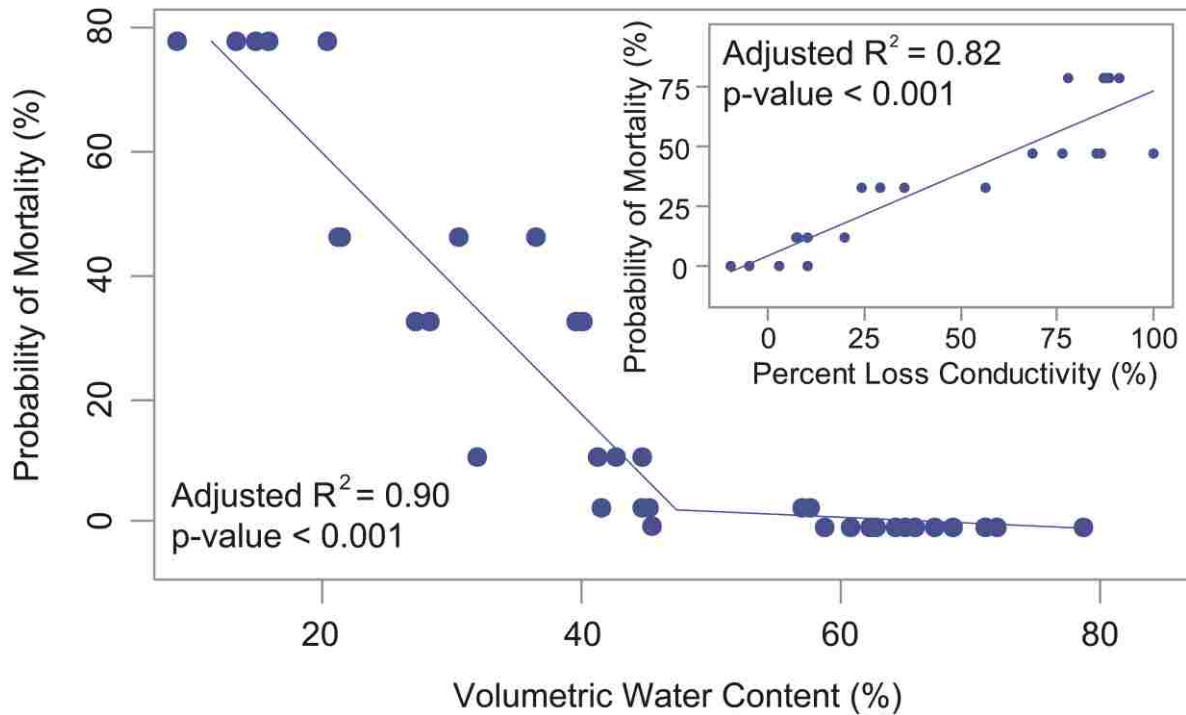 Probability of Mortality (%)
80
60
40
20
0
Adjusted R² = 0.90
p-value < 0.001
20
40
60
80
Volumetric Water Content (%)
Adjusted R² = 0.82
p-value < 0.001
Probability of Mortality (%)
75
50
25
0
0
25
50
75
100
Percent Loss Conductivity (%)